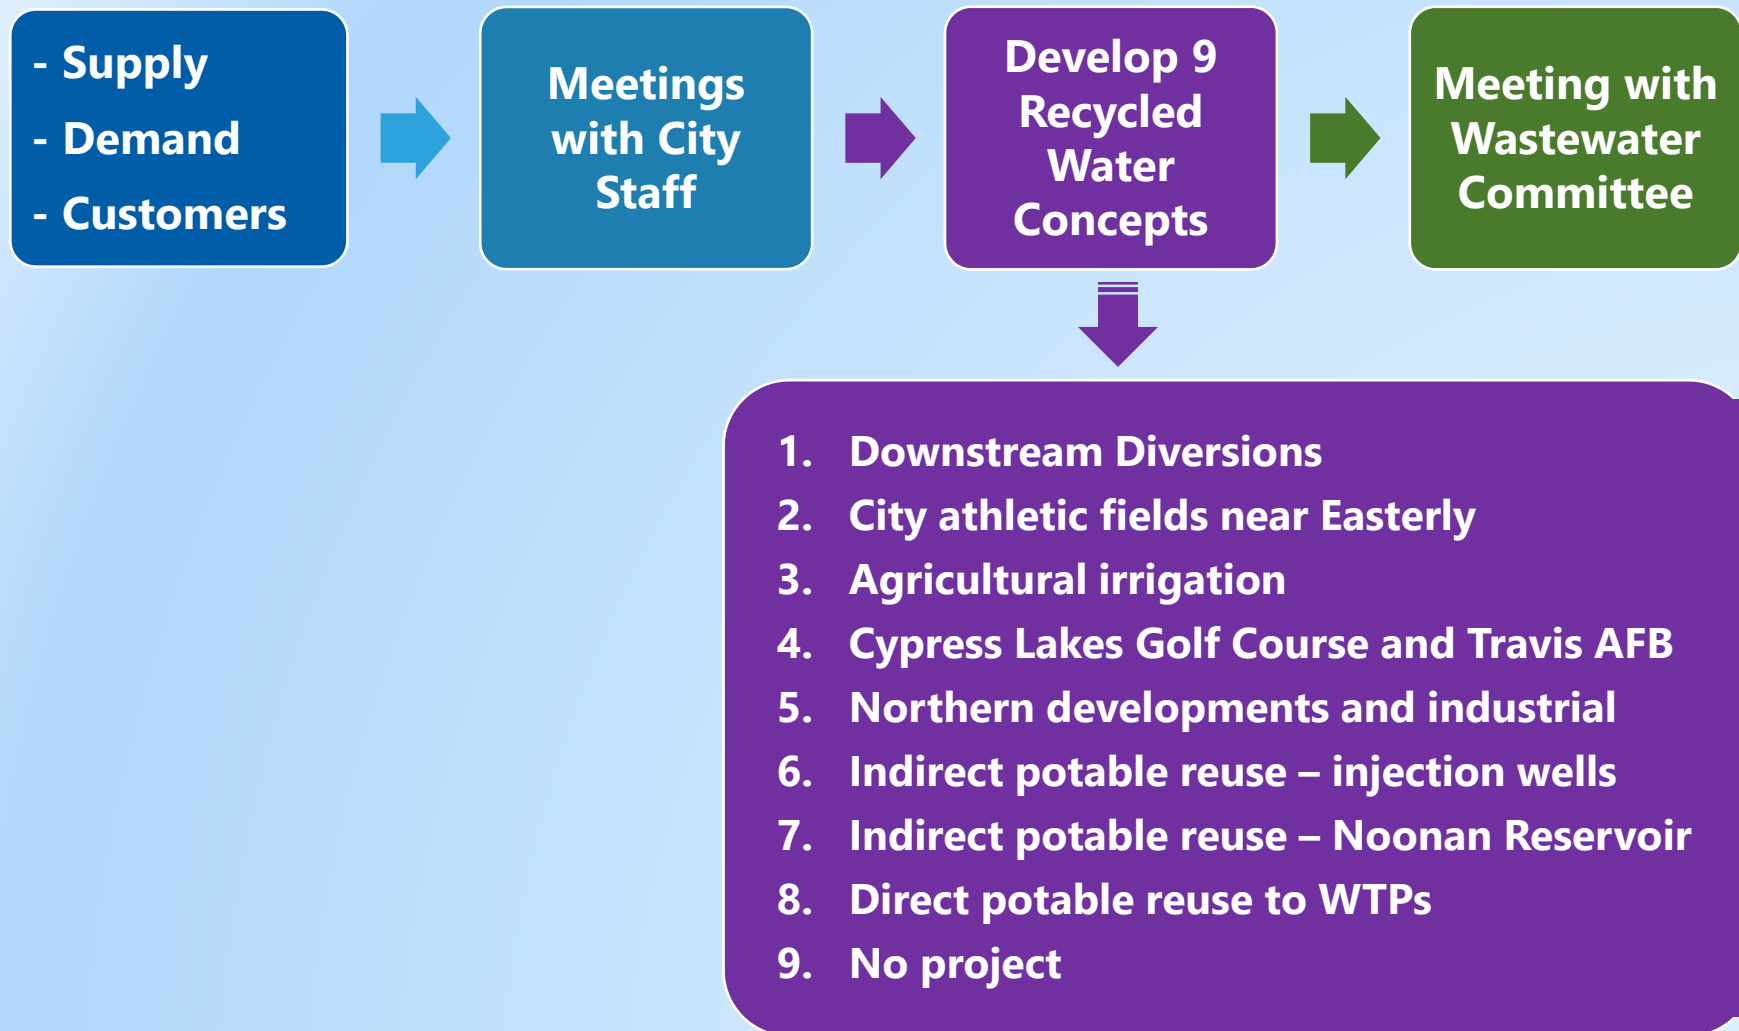 - Supply
- Demand
- Customers
Meetings
with City
Staff
Develop 9
Recycled
Water
Concepts
Meeting with
Wastewater
Committee
1. Downstream Diversions
2. City athletic fields near Easterly
3. Agricultural irrigation
4. Cypress Lakes Golf Course and Travis AFB
5. Northern developments and industrial
6. Indirect potable reuse – injection wells
7. Indirect potable reuse – Noonan Reservoir
8. Direct potable reuse to WTPs
9. No project